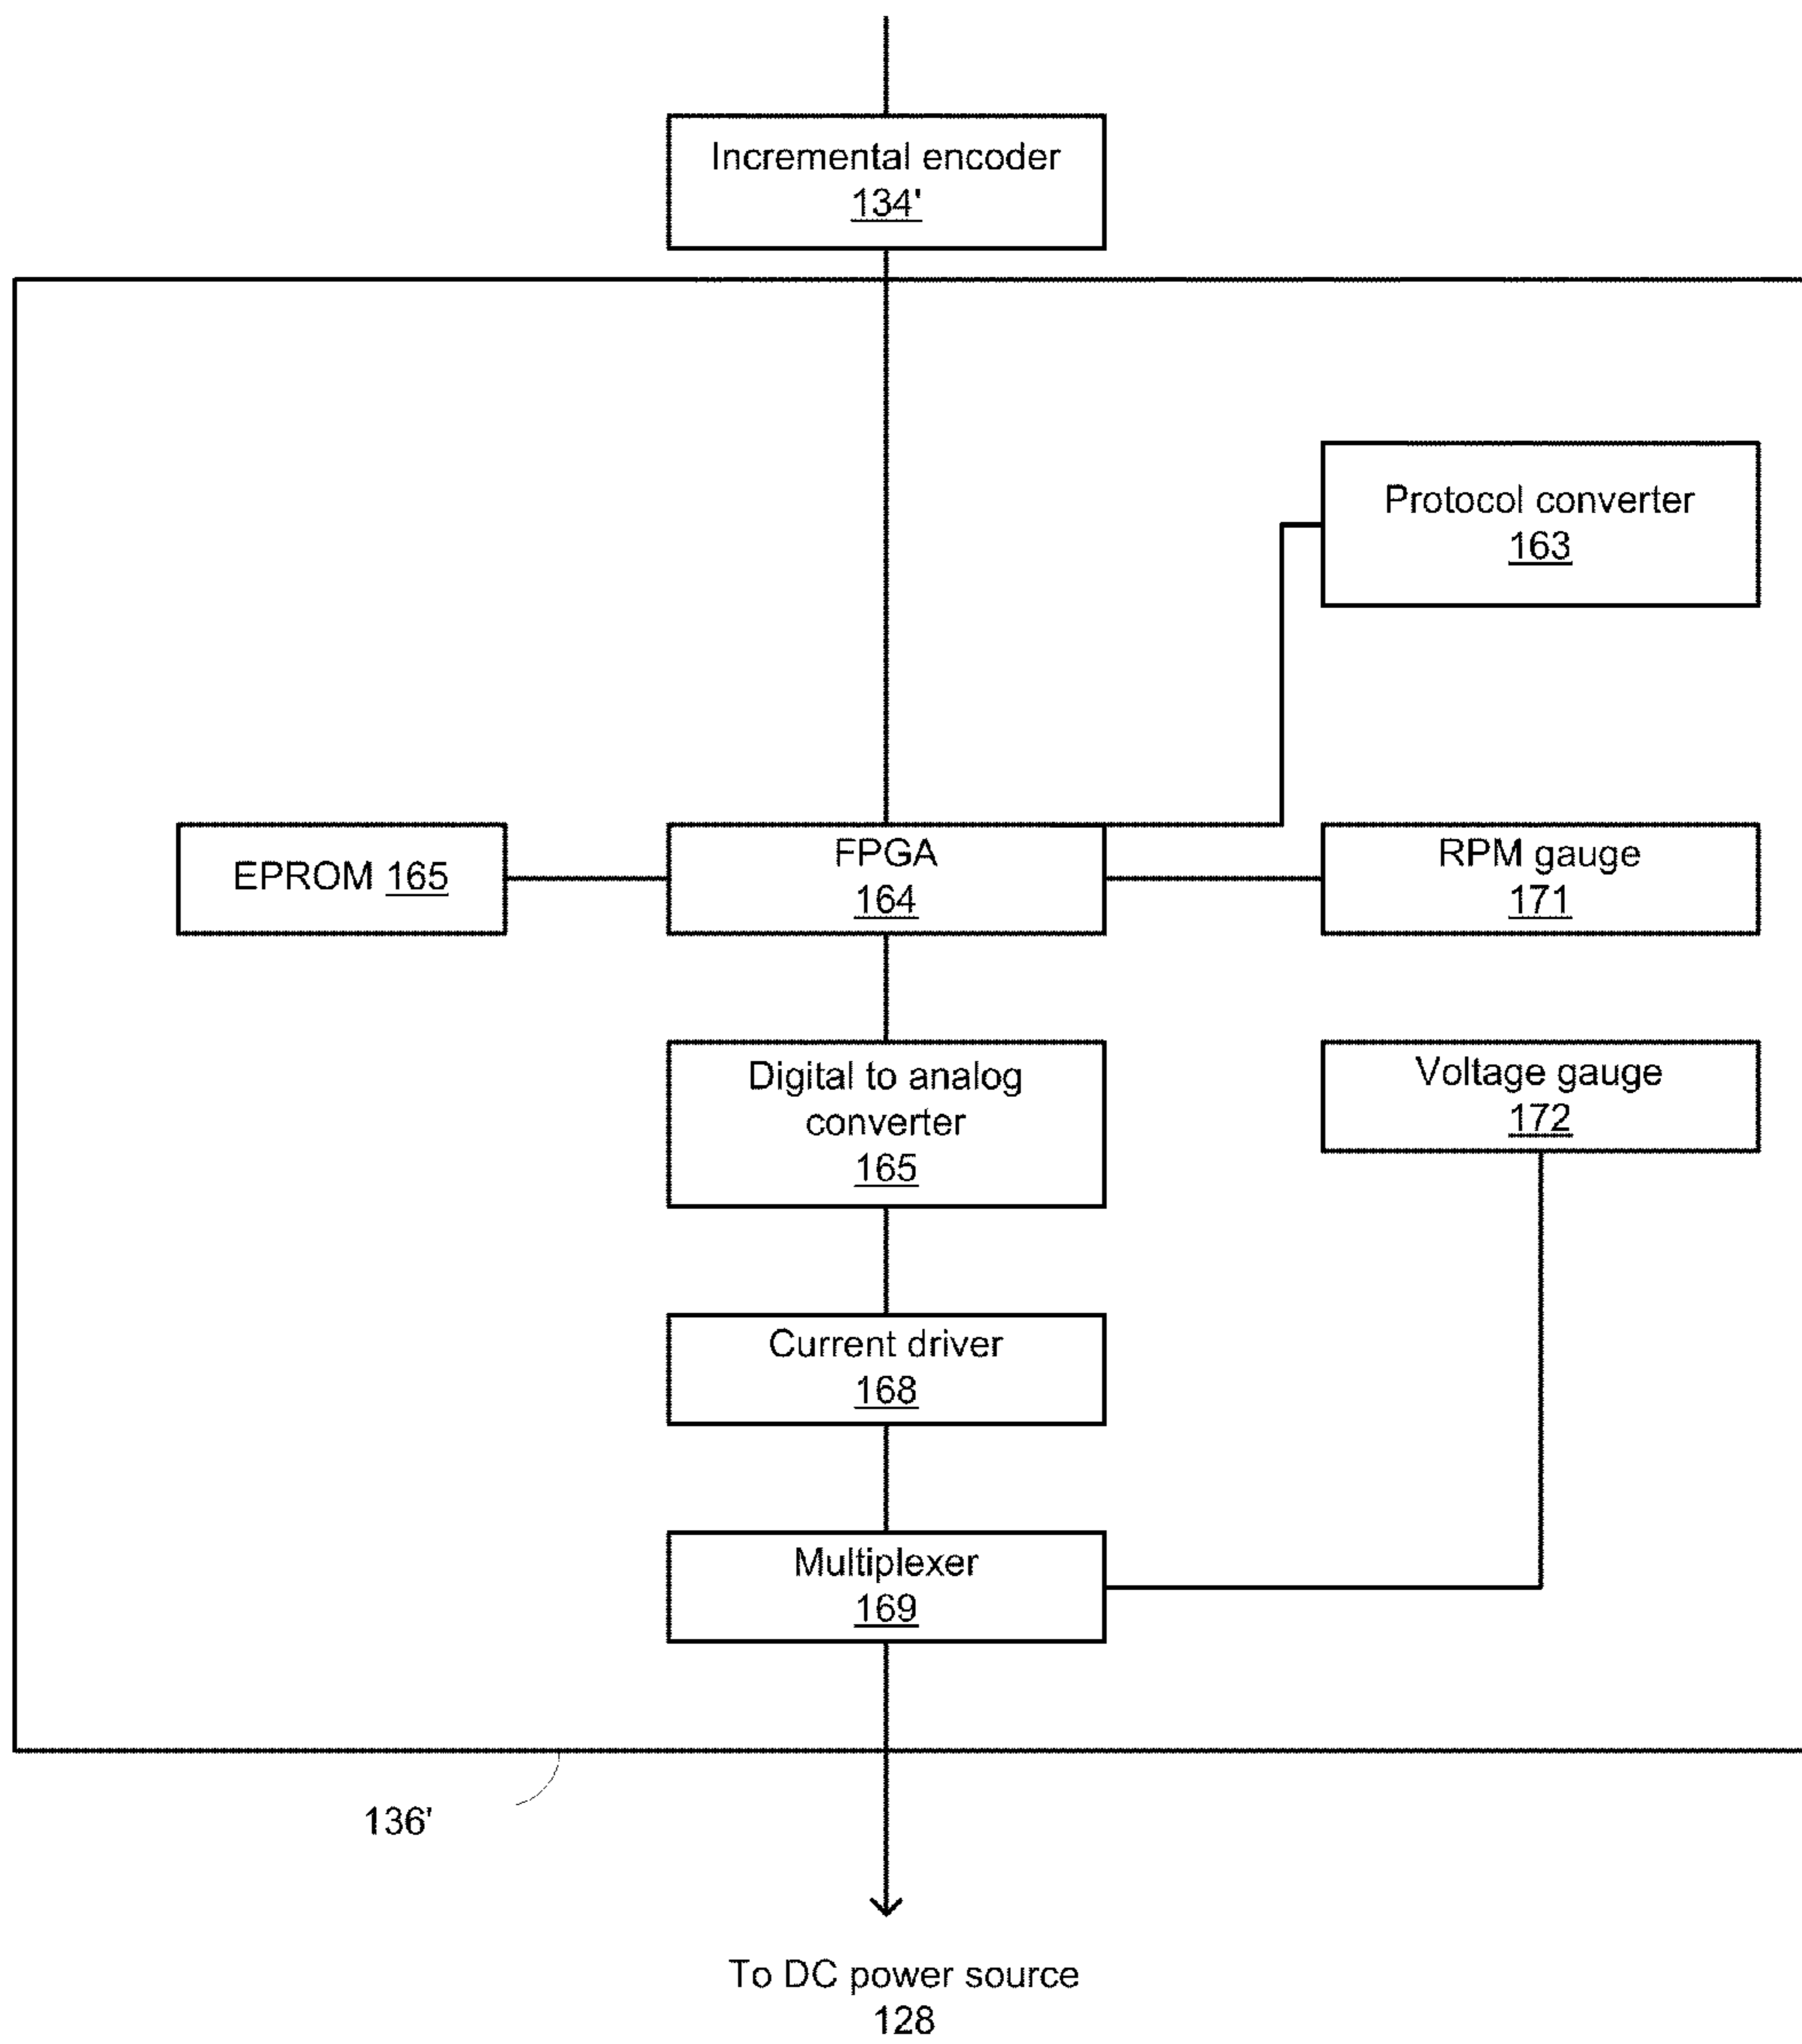 Incremental encoder
134'
Protocol converter
163
EPROM 165
FPGA
164
RPM gauge
171
Digital to analog
converter
165
Voltage gauge
172
Current driver
168
Multiplexer
169
136'
To DC power source
128